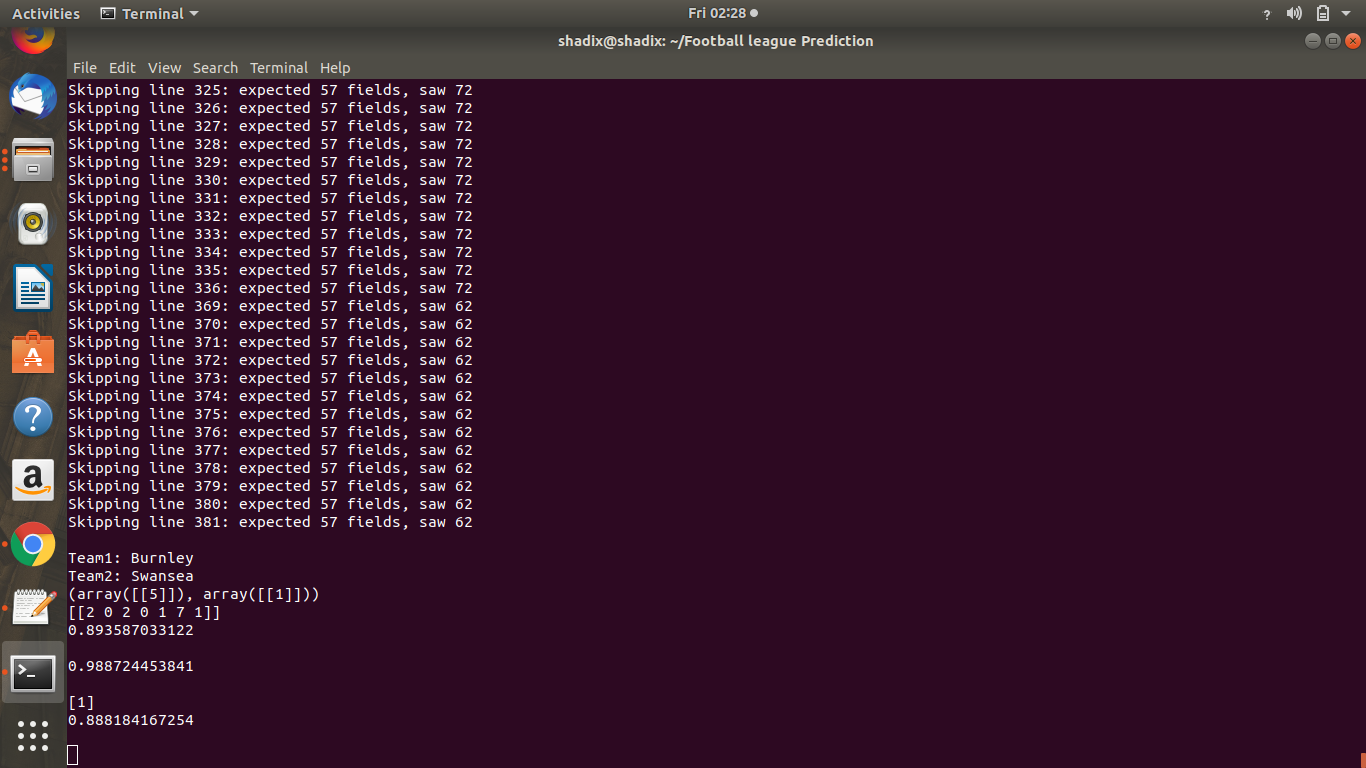 Activities Terminal Fri 02:28 ?
shadix@shadix: ~/Football league Prediction
File Edit View Search Terminal Help
Skipping line 325: expected 57 fields, saw 72
Skipping line 326: expected 57 fields, saw 72
Skipping line 327: expected 57 fields, saw 72
Skipping line 328: expected 57 fields, saw 72
Skipping line 329: expected 57 fields, saw 72
Skipping line 330: expected 57 fields, saw 72
Skipping line 331: expected 57 fields, saw 72
Skipping line 332: expected 57 fields, saw 72
Skipping line 333: expected 57 fields, saw 72
Skipping line 334: expected 57 fields, saw 72
Skipping line 335: expected 57 fields, saw 72
Skipping line 336: expected 57 fields, saw 72
Skipping line 369: expected 57 fields, saw 62
Skipping line 370: expected 57 fields, saw 62
Skipping line 371: expected 57 fields, saw 62
Skipping line 372: expected 57 fields, saw 62
Skipping line 373: expected 57 fields, saw 62
Skipping line 374: expected 57 fields, saw 62
Skipping line 375: expected 57 fields, saw 62
Skipping line 376: expected 57 fields, saw 62
Skipping line 377: expected 57 fields, saw 62
Skipping line 378: expected 57 fields, saw 62
Skipping line 379: expected 57 fields, saw 62
Skipping line 380: expected 57 fields, saw 62
Skipping line 381: expected 57 fields, saw 62
Team1: Burnley
Team2: Swansea
(array([[5]]), array([[1]]))
[[2 0 2 0 1 7 1]]
0.893587033122
0.988724453841
[1]
0.888184167254